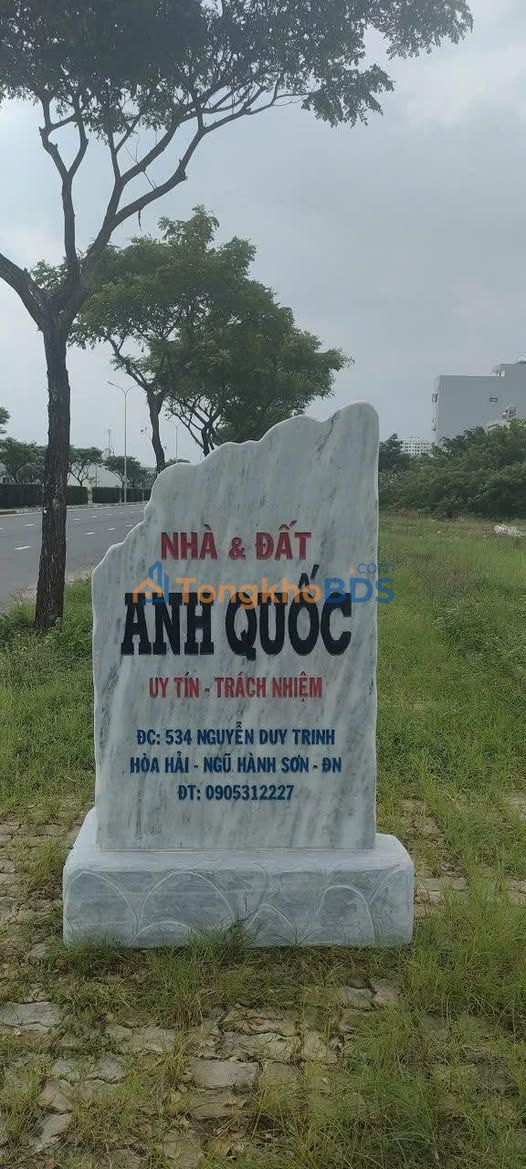 NHÀ & ĐẤT
TongkhoBDS.com
ANH QUỐC
UY TÍN - TRÁCH NHIỆM
ĐC: 534 NGUYỄN DUY TRINH
HÒA HẢI - NGŨ HÀNH SƠN - ĐN
ĐT: 0905312227